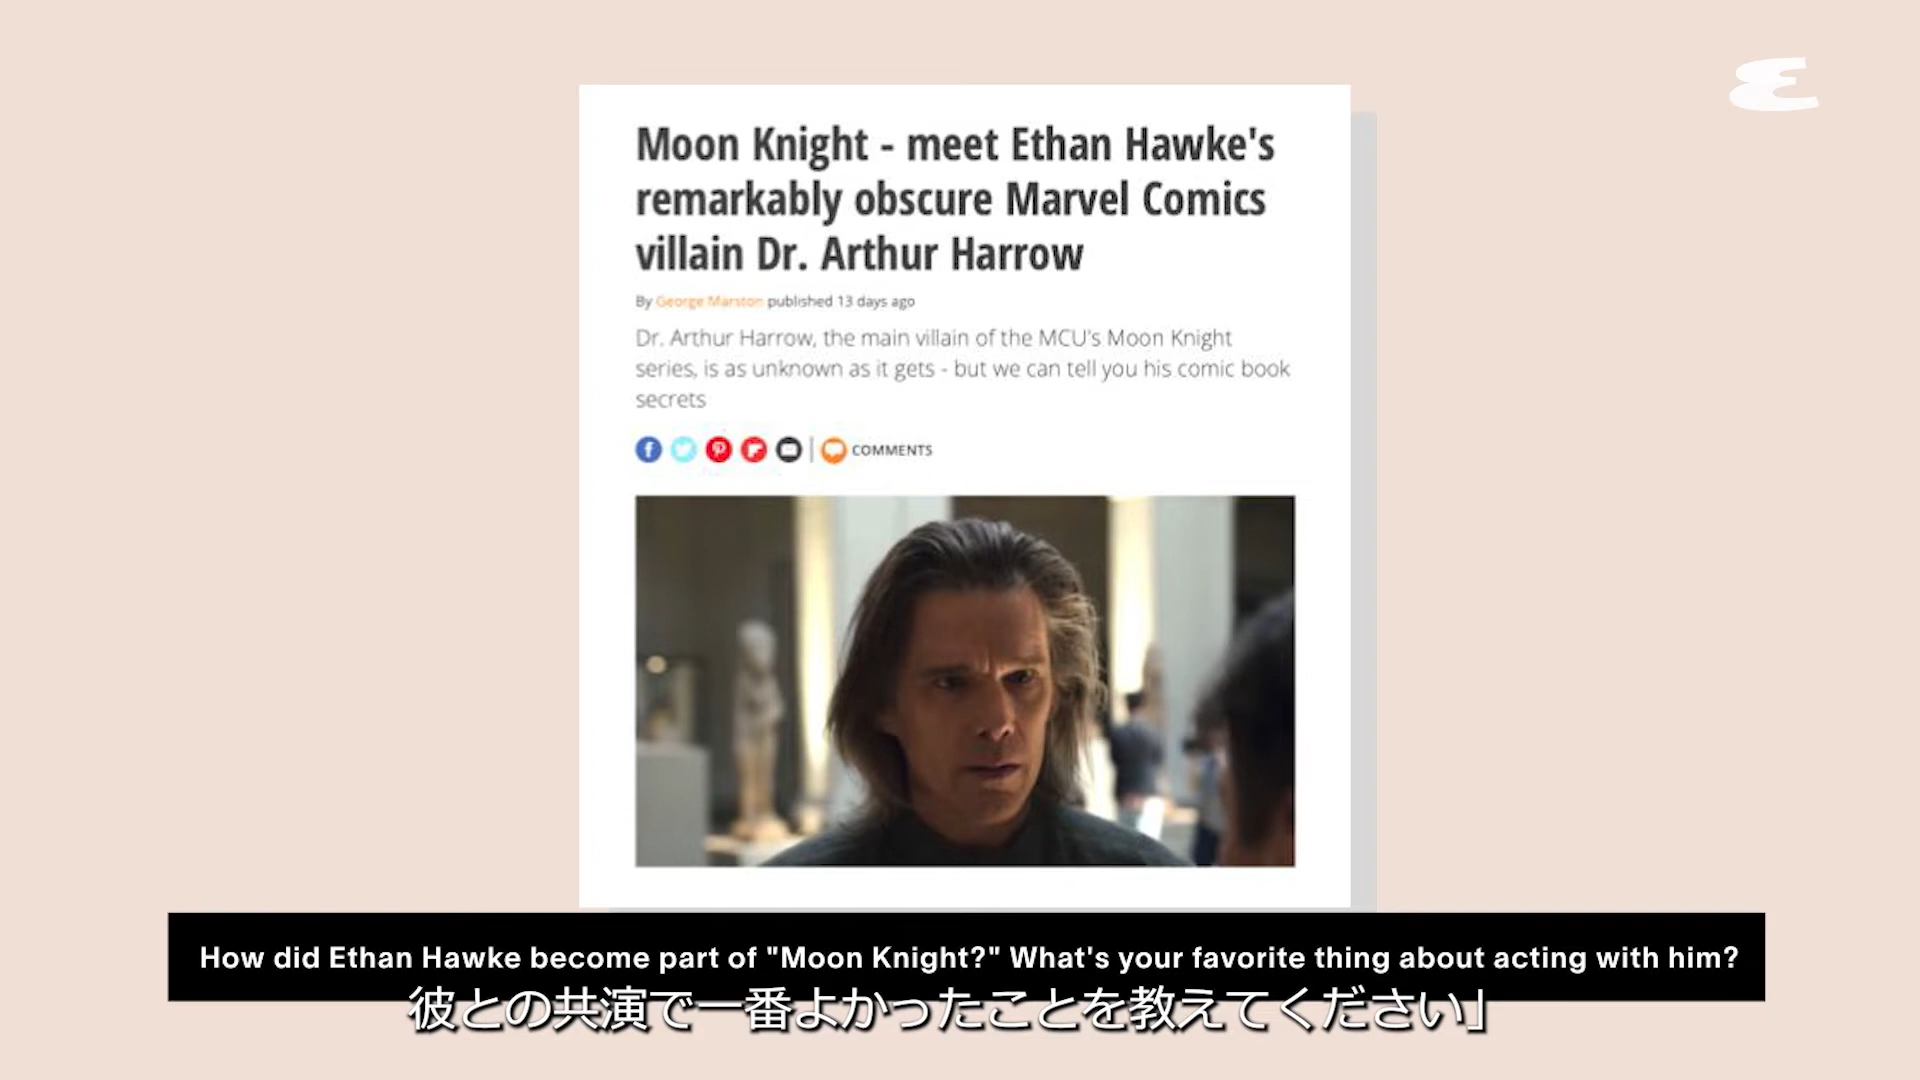 Moon Knight - meet Ethan Hawke's
remarkably obscure Marvel Comics
villain Dr. Arthur Harrow
By George Marston published 13 days ago
Dr. Arthur Harrow, the main villain of the MCU's Moon Knight
series, is as unknown as it gets - but we can tell you his comic book
secrets
COMMENTS
How did Ethan Hawke become part of "Moon Knight?" What's your favorite thing about acting with him?
彼との共演で一番よかったことを教えてください」